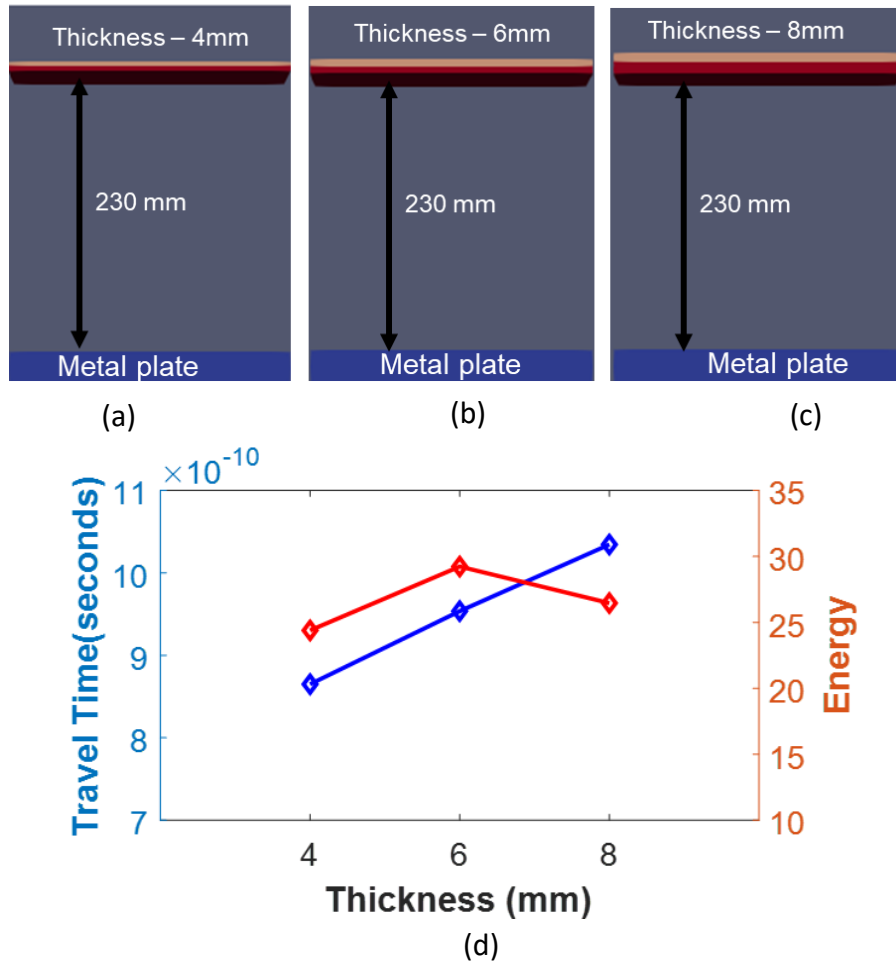 Thickness – 4mm
230 mm
Metal plate
(a)
Thickness – 6mm
230 mm
Metal plate
(b)
Thickness – 8mm
230 mm
Metal plate
(c)
×10^-10
Travel Time(seconds)
11
10
9
8
7
35
30
25
20
15
10
Energy
4 6 8
Thickness (mm)
(d)